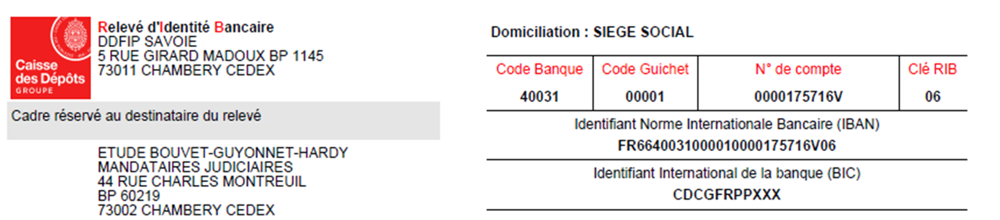 Caisse
des Dépôts
GROUPE
Relevé d'Identité Bancaire
DDFIP SAVOIE
5 RUE GIRARD MADOUX BP 1145
73011 CHAMBERY CEDEX
Cadre réservé au destinataire du relevé
ETUDE BOUVET-GUYONNET-HARDY
MANDATAIRES JUDICIAIRES
44 RUE CHARLES MONTREUIL
BP 60219
73002 CHAMBERY CEDEX
Domiciliation : SIEGE SOCIAL
Code Banque Code Guichet N° de compte Clé RIB
40031 00001 0000175716V 06
Identifiant Norme Internationale Bancaire (IBAN)
FR6640031000010000175716V06
Identifiant International de la banque (BIC)
CDCGFRPPXXX